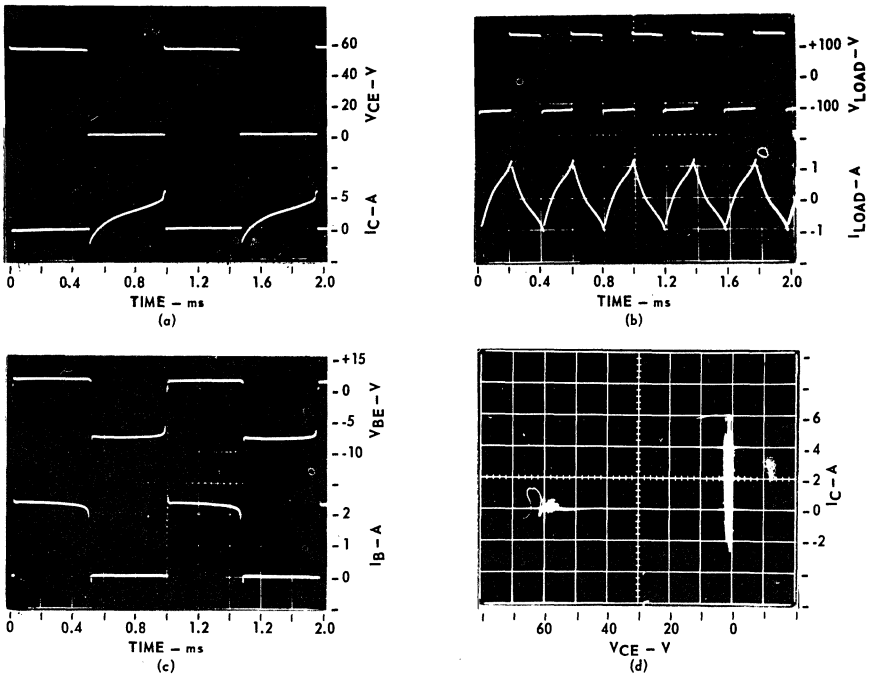 60
40
20
0
VCE – V
5
0
IC – A
0 0.4 0.8 1.2 1.6 2.0
TIME – ms
(a)
+100
0
-100
VLOAD – V
1
0
-1
ILOAD – A
0 0.4 0.8 1.2 1.6 2.0
TIME – ms
(b)
+15
0
-5
-10
VBE – V
2
1
0
IB – A
0 0.4 0.8 1.2 1.6 2.0
TIME – ms
(c)
6
4
2
0
-2
IC – A
60 40 20 0
VCE – V
(d)